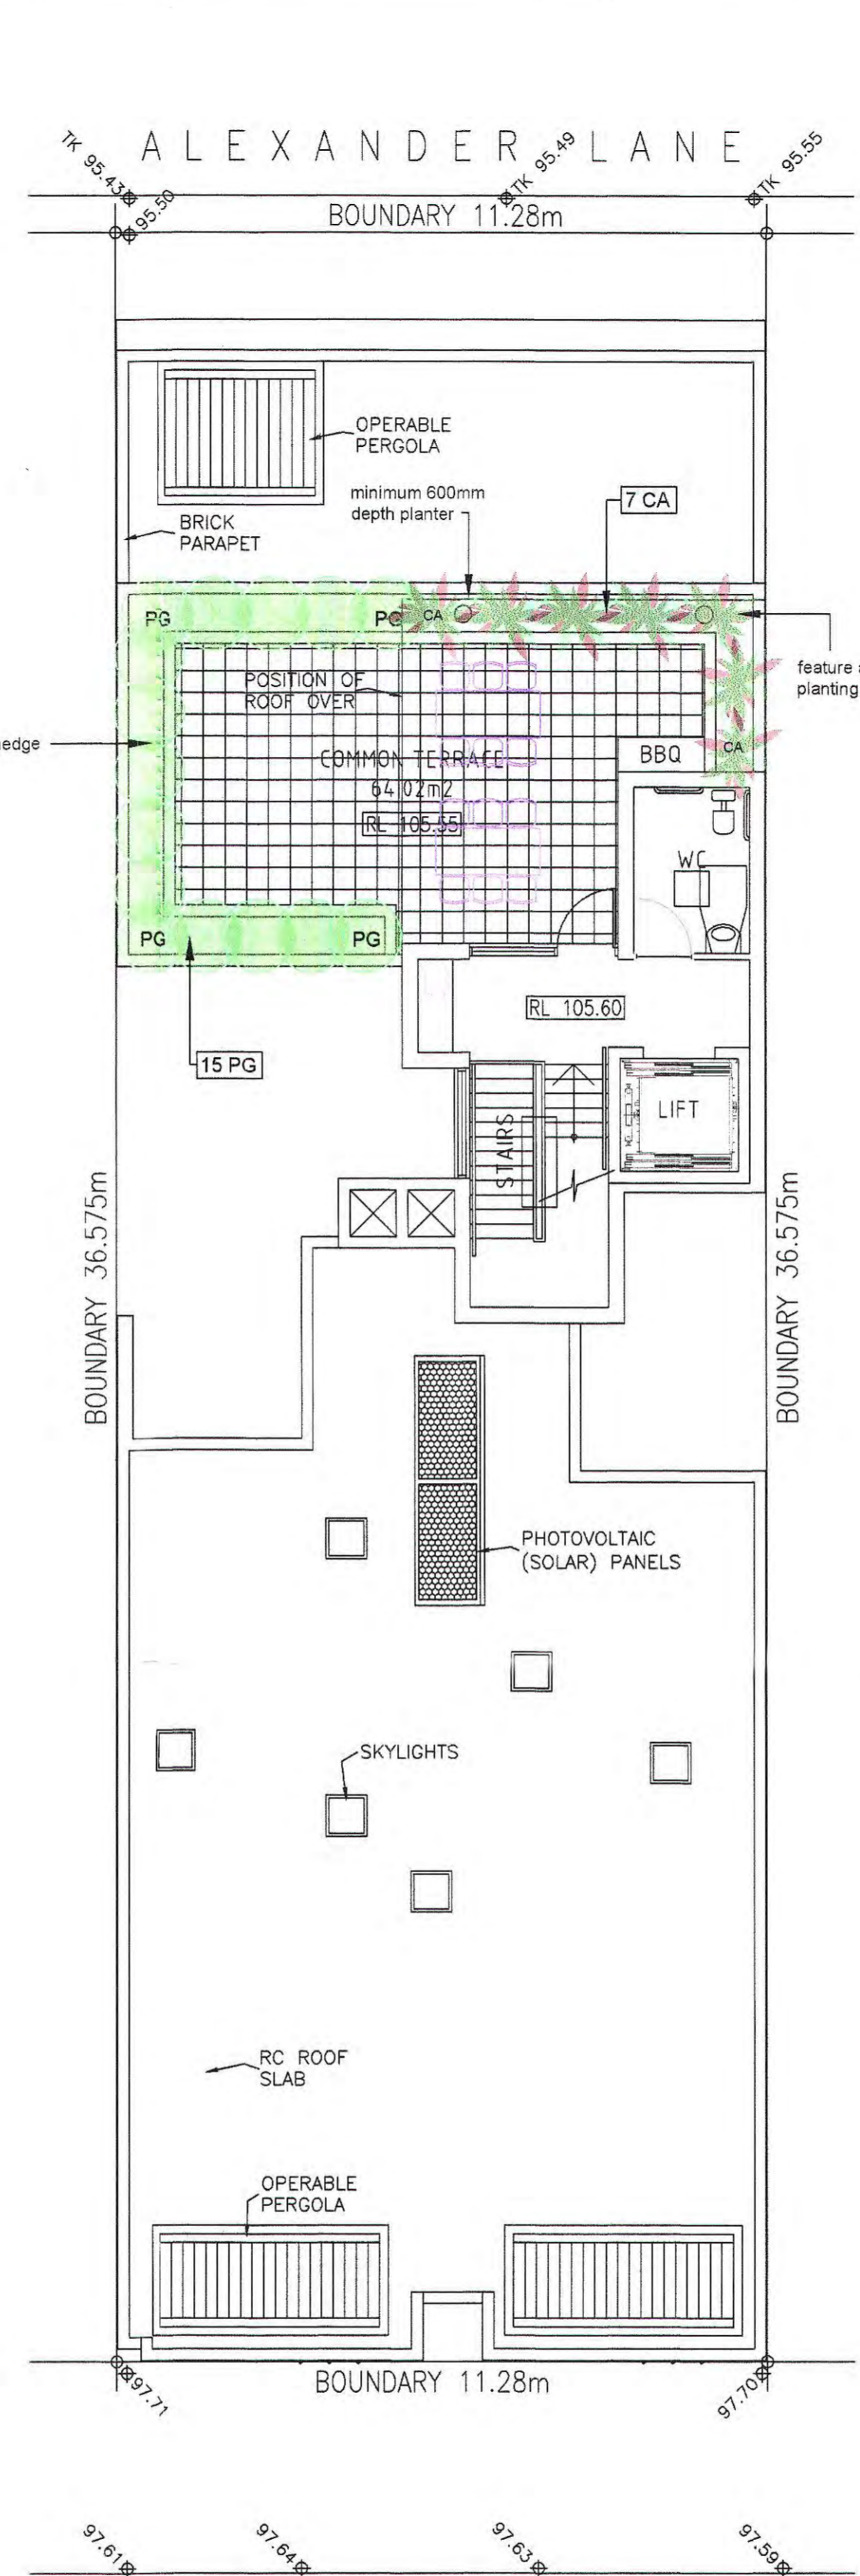 ALEXANDER LANE
TK 95.43
95.50
TK 95.49
TK 95.55
BOUNDARY 11.28m
OPERABLE
PERGOLA
minimum 600mm
depth planter
7 CA
BRICK
PARAPET
PG
PG
CA
feature
planting
POSITION OF
ROOF OVER
COMMON TERRACE
64.02m2
RL 105.55
BBQ
CA
WC
PG
PG
RL 105.60
15 PG
STAIRS
LIFT
BOUNDARY 36.575m
BOUNDARY 36.575m
PHOTOVOLTAIC
(SOLAR) PANELS
SKYLIGHTS
RC ROOF
SLAB
OPERABLE
PERGOLA
BOUNDARY 11.28m
97.71
97.70
97.61
97.64
97.63
97.59